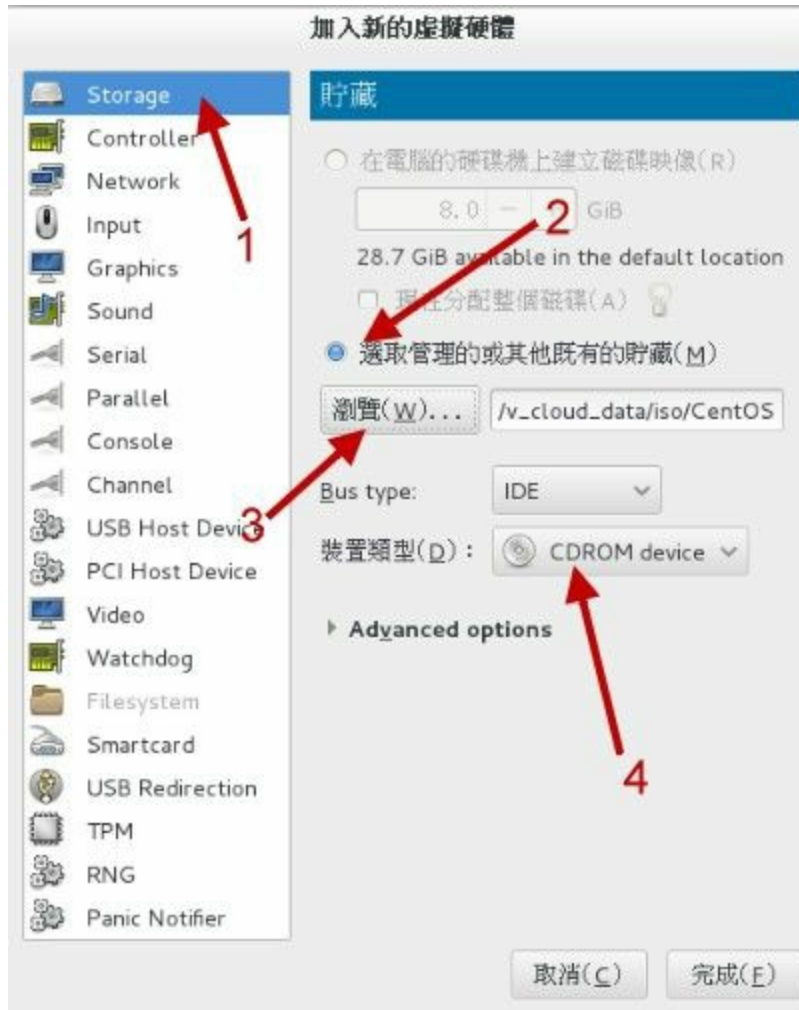 加入新的虛擬硬體
Storage
Controller
Network
Input
Graphics
Sound
Serial
Parallel
Console
Channel
USB Host Device
PCI Host Device
Video
Watchdog
Filesystem
Smartcard
USB Redirection
TPM
RNG
Panic Notifier
1
貯藏
在電腦的硬碟機上建立磁碟映像(R)
8.0 − GiB
2
28.7 GiB available in the default location
現在分配整個磁碟(A)
選取管理的或其他既有的貯藏(M)
瀏覽(W)... /v_cloud_data/iso/CentOS
3
Bus type: IDE
裝置類型(D)： CDROM device
Advanced options
4
取消(C) 完成(F)